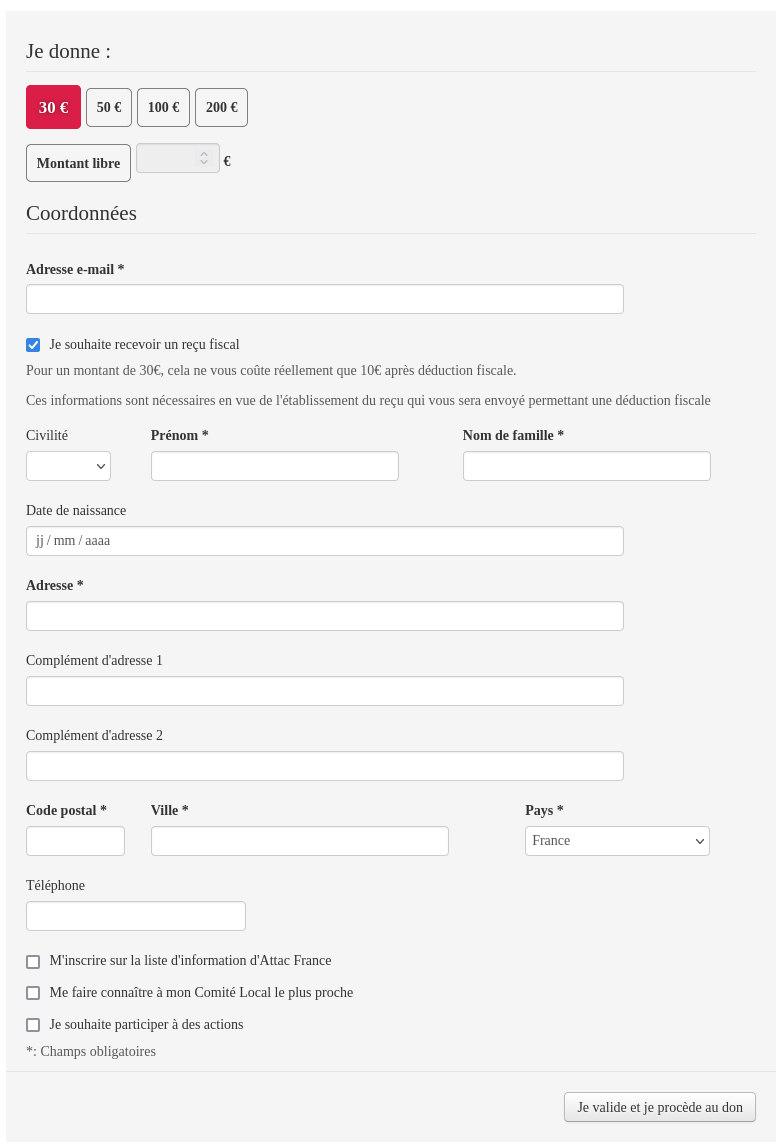 Je donne :
30 € 50 € 100 € 200 €
Montant libre €
Coordonnées
Adresse e-mail *
Je souhaite recevoir un reçu fiscal
Pour un montant de 30€, cela ne vous coûte réellement que 10€ après déduction fiscale.
Ces informations sont nécessaires en vue de l'établissement du reçu qui vous sera envoyé permettant une déduction fiscale
Civilité Prénom * Nom de famille *
Date de naissance
jj / mm / aaaa
Adresse *
Complément d'adresse 1
Complément d'adresse 2
Code postal * Ville * Pays *
France
Téléphone
M'inscrire sur la liste d'information d'Attac France
Me faire connaître à mon Comité Local le plus proche
Je souhaite participer à des actions
*: Champs obligatoires
Je valide et je procède au don